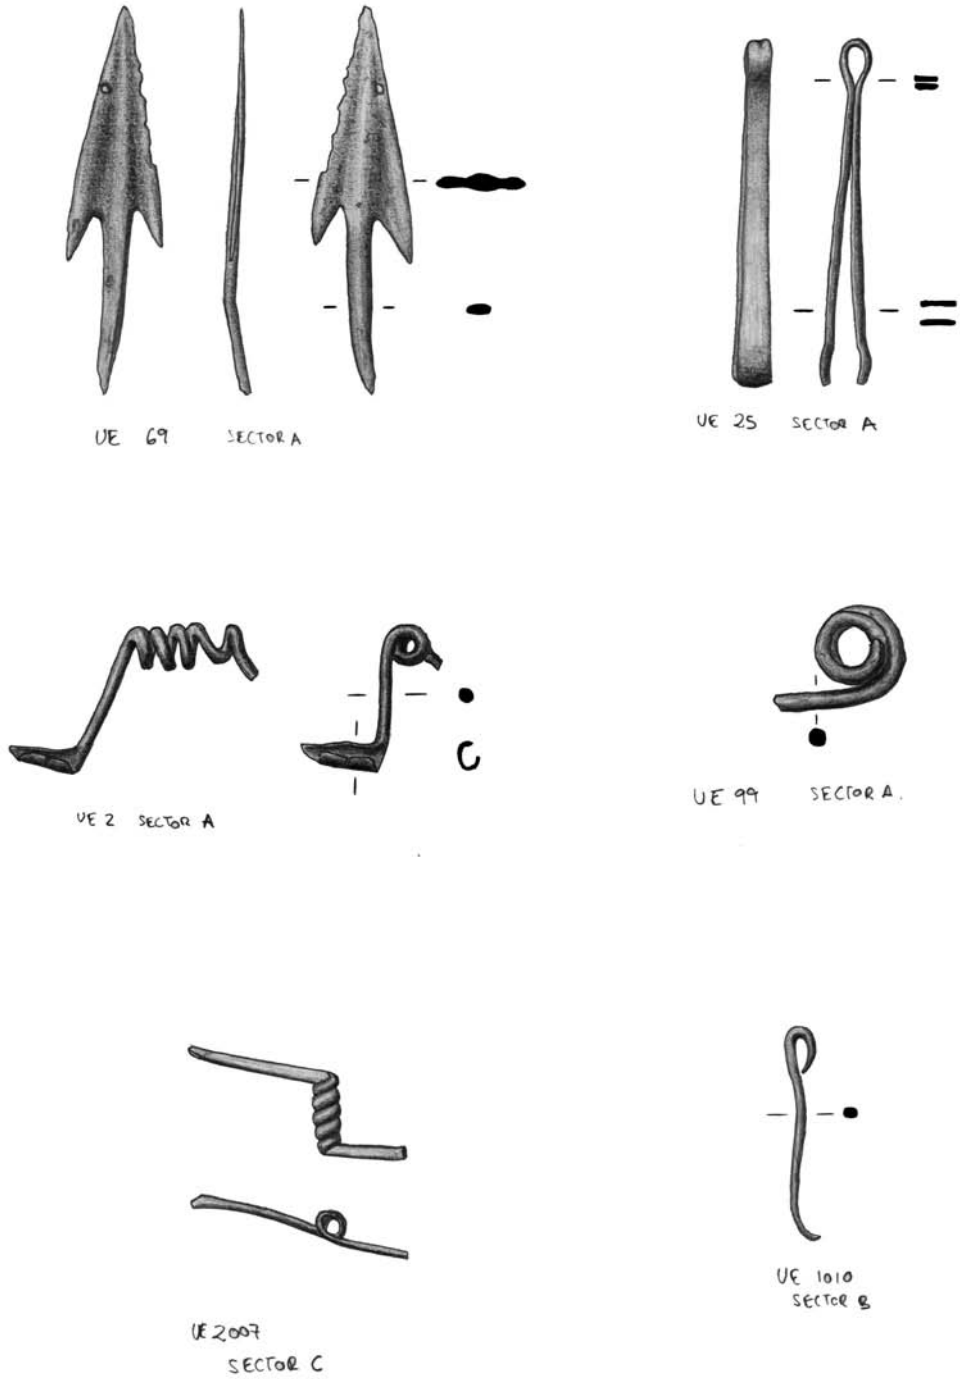 UE 69 SECTOR A
UE 25 SECTOR A
UE 2 SECTOR A
UE 99 SECTOR A.
UE 2007
SECTOR C
UE 1010
SECTOR B